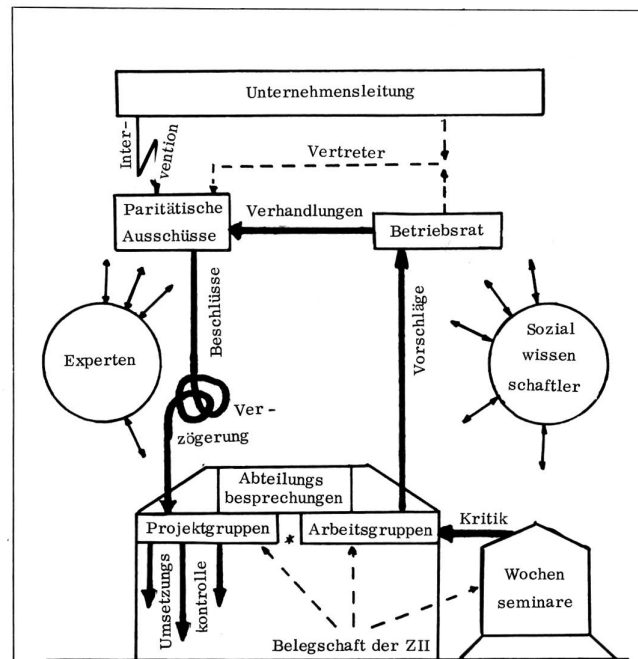 Unternehmensleitung
Inter-
vention
Vertreter
Paritätische
Ausschüsse
Verhandlungen
Betriebsrat
Beschlüsse
Vorschläge
Experten
Sozial
wissen
schaftler
Ver-
zögerung
Abteilungs
besprechungen
Projektgruppen
*
Arbeitsgruppen
Kritik
Umsetzungs
kontrolle
Wochen
seminare
Belegschaft der ZII